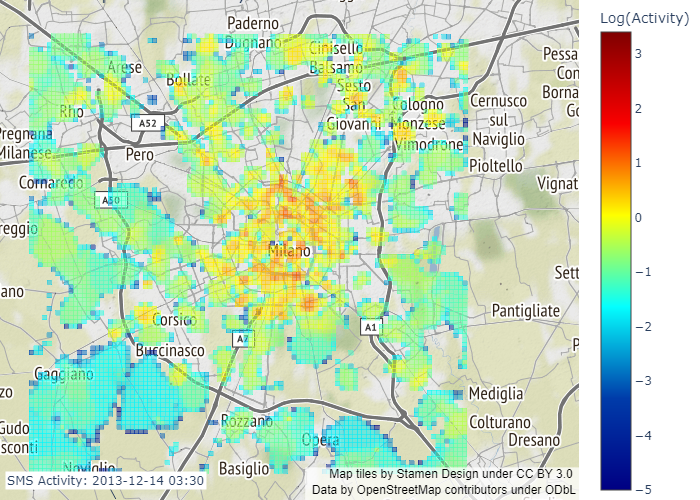 Log(Activity)
3
2
1
0
−1
−2
−3
−4
−5
Paderno
Dugnano
Cinisello
Balsamo
Arese
Bollate
Sesto
San
Giovanni
Cologno
Monzese
Cernusco
sul
Naviglio
Pessa
Con
Borna
Go
Rho
A52
Pregnana
Milanese
Pero
Vimodrone
Pioltello
Cornaredo
A50
Vignat
reggio
Milano
Sett
ano
Corsico
A7
A1
Pantigliate
Buccinasco
P
Gaggiano
zo
Mediglia
Rozzano
Colturano
Gudo
sconti
Opera
Dresano
Noviglio
Basiglio
SMS Activity: 2013-12-14 03:30
Map tiles by Stamen Design under CC BY 3.0
Data by OpenStreetMap contributors under ODbL